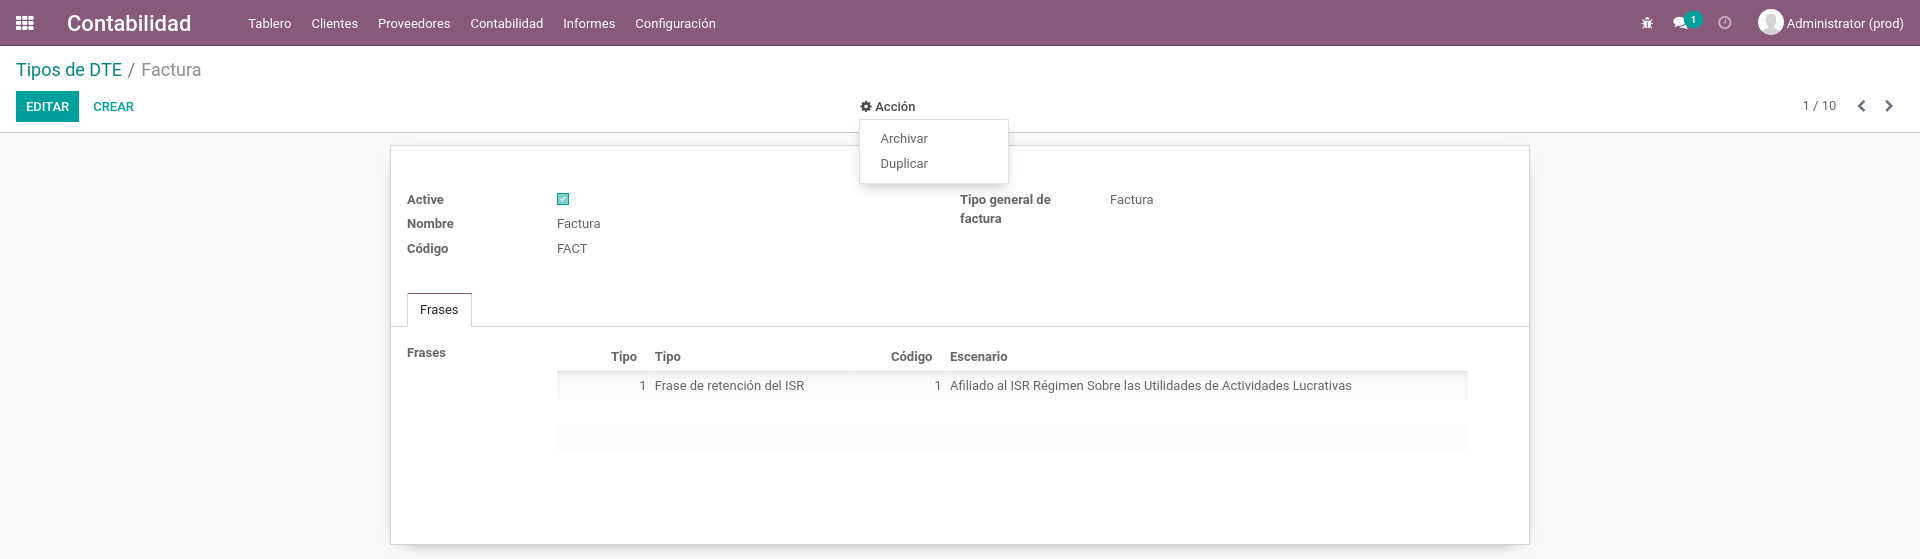 Contabilidad Tablero Clientes Proveedores Contabilidad Informes Configuración 1 Administrator (prod)
Tipos de DTE / Factura
EDITAR CREAR Acción 1 / 10
Archivar
Duplicar
Active Tipo general de factura Factura
Nombre Factura
Código FACT
Frases
Frases Tipo Tipo Código Escenario
1 Frase de retención del ISR 1 Afiliado al ISR Régimen Sobre las Utilidades de Actividades Lucrativas